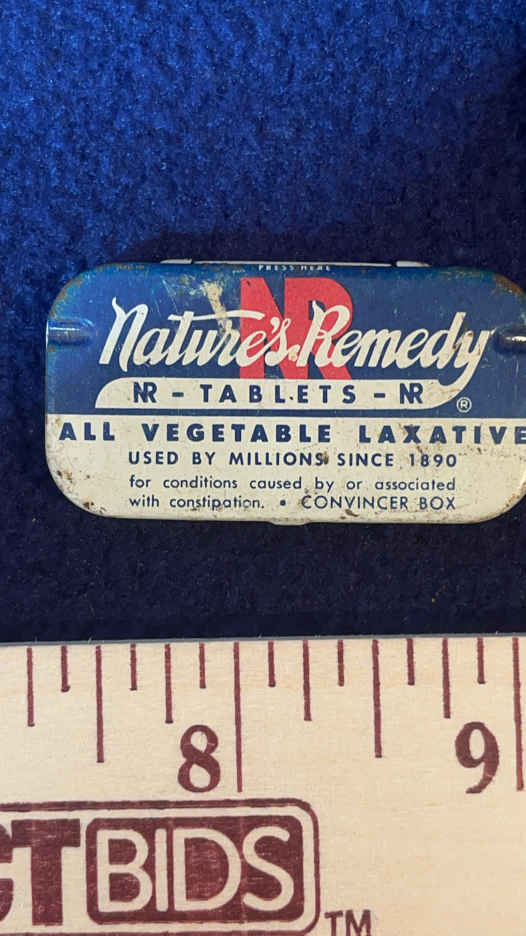 PRESS HERE
NR
Nature's Remedy
NR - TABLETS - NR ®
ALL VEGETABLE LAXATIVE
USED BY MILLIONS SINCE 1890
for conditions caused by or associated
with constipation. • CONVINCER BOX
8 9
CT BIDS
TM